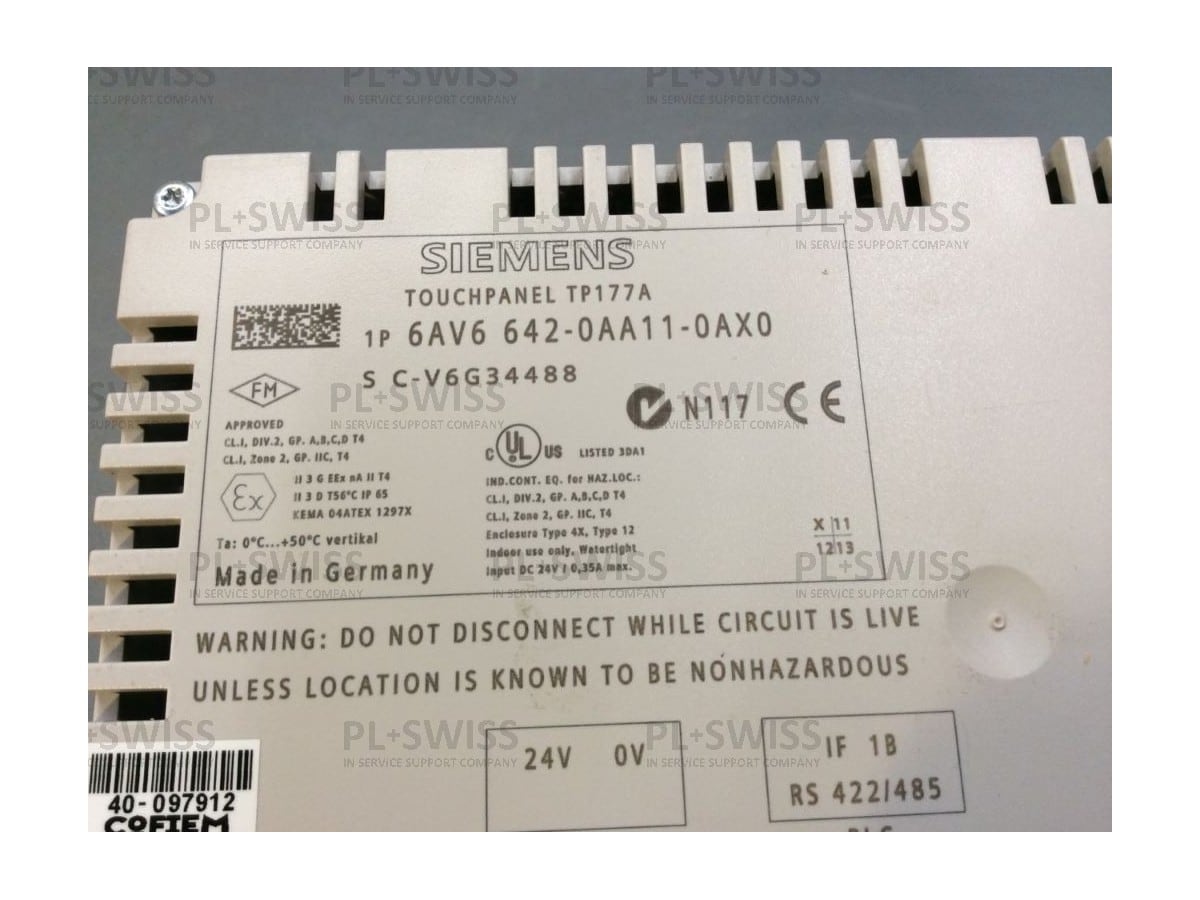 SIEMENS
TOUCHPANEL TP177A
1P 6AV6 642-0AA11-0AX0
S C-V6G34488
FM
APPROVED
CL.I, DIV.2, GP. A,B,C,D T4
CL.I, Zone 2, GP. IIC, T4
N117 CE
C UL US LISTED 3DA1
Ex
II 3 G EEx nA II T4
II 3 D T56°C IP 65
KEMA 04ATEX 1297X
IND.CONT. EQ. for HAZ.LOC.:
CL.I, DIV.2, GP. A,B,C,D T4
CL.I, Zone 2, GP. IIC, T4
Enclosure Type 4X, Type 12
Indoor use only, Watertight
Input DC 24V / 0,35A max.
Ta: 0°C...+50°C vertikal
Made in Germany
X 11
12 13
WARNING: DO NOT DISCONNECT WHILE CIRCUIT IS LIVE
UNLESS LOCATION IS KNOWN TO BE NONHAZARDOUS
24V 0V
IF 1B
RS 422/485
40-097912
COFIEM
PL+SWISS
IN SERVICE SUPPORT COMPANY